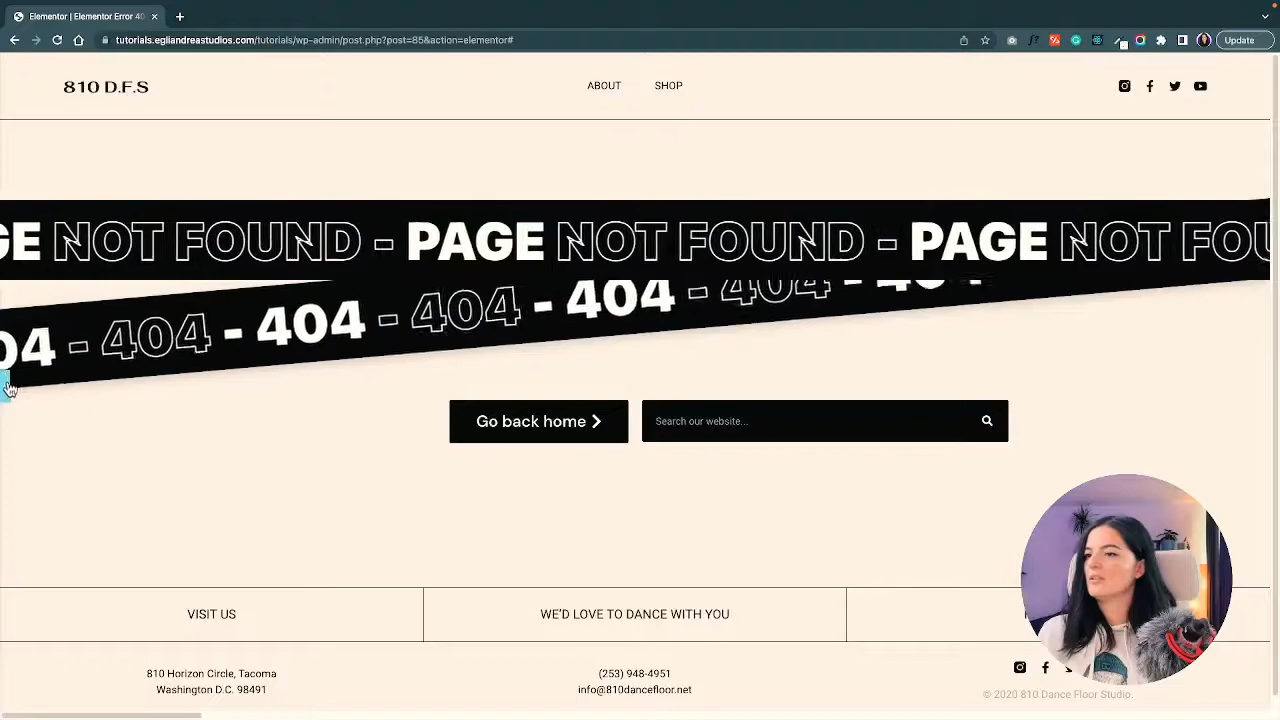 Elementor | Elementor Error 40
tutorials.egliandreastudios.com/tutorials/wp-admin/post.php?post=85&action=elementor#
Update
810 D.F.S
ABOUT
SHOP
NOT FOUND - PAGE NOT FOUND - PAGE NOT
- 404 - 404 - 404 - 404 - 404 - 404
Go back home
Search our website...
VISIT US
WE'D LOVE TO DANCE WITH YOU
810 Horizon Circle, Tacoma
Washington D.C. 98491
(253) 948-4951
info@810dancefloor.net
© 2020 810 Dance Floor Studio.